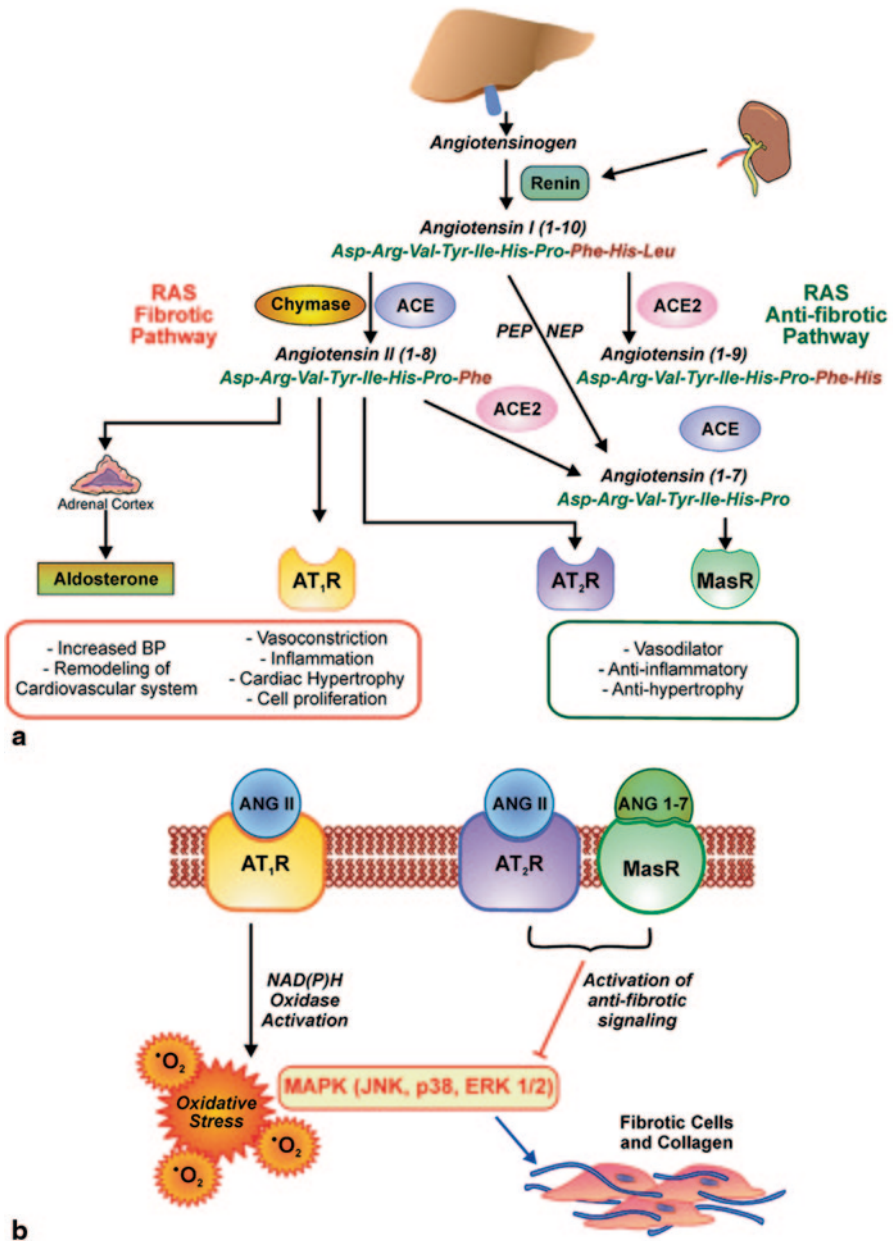 Angiotensinogen
Renin
Angiotensin I (1-10)
Asp-Arg-Val-Tyr-Ile-His-Pro-Phe-His-Leu
RAS
Fibrotic
Pathway
Chymase
ACE
PEP
NEP
ACE2
RAS
Anti-fibrotic
Pathway
Angiotensin II (1-8)
Asp-Arg-Val-Tyr-Ile-His-Pro-Phe
Angiotensin (1-9)
Asp-Arg-Val-Tyr-Ile-His-Pro-Phe-His
ACE2
ACE
Angiotensin (1-7)
Asp-Arg-Val-Tyr-Ile-His-Pro
Adrenal Cortex
Aldosterone
AT₁R
AT₂R
MasR
- Increased BP
- Remodeling of
Cardiovascular system
- Vasoconstriction
- Inflammation
- Cardiac Hypertrophy
- Cell proliferation
- Vasodilator
- Anti-inflammatory
- Anti-hypertrophy
a
ANG II
AT₁R
ANG II
AT₂R
ANG 1-7
MasR
NAD(P)H
Oxidase
Activation
Activation of
anti-fibrotic
signaling
•O₂
Oxidative
Stress
•O₂
•O₂
MAPK (JNK, p38, ERK 1/2)
Fibrotic Cells
and Collagen
b